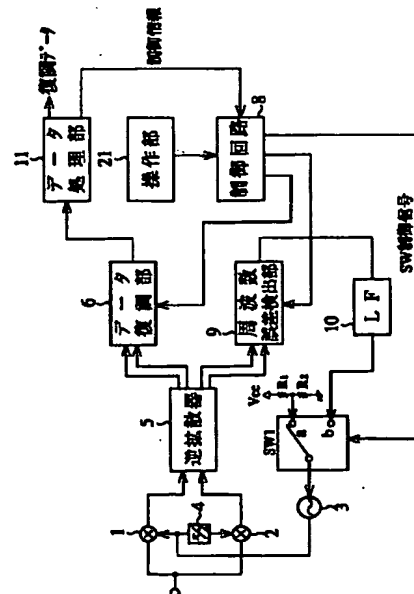 復調データ
制御情報
11
データ
処理部
21
操作部
8
制御回路
6
データ
復調部
9
周波数
誤差検出部
SW制御信号
10
LF
5
逆拡散器
Vcc
R1
R2
SW1
a
b
1
4
2
3